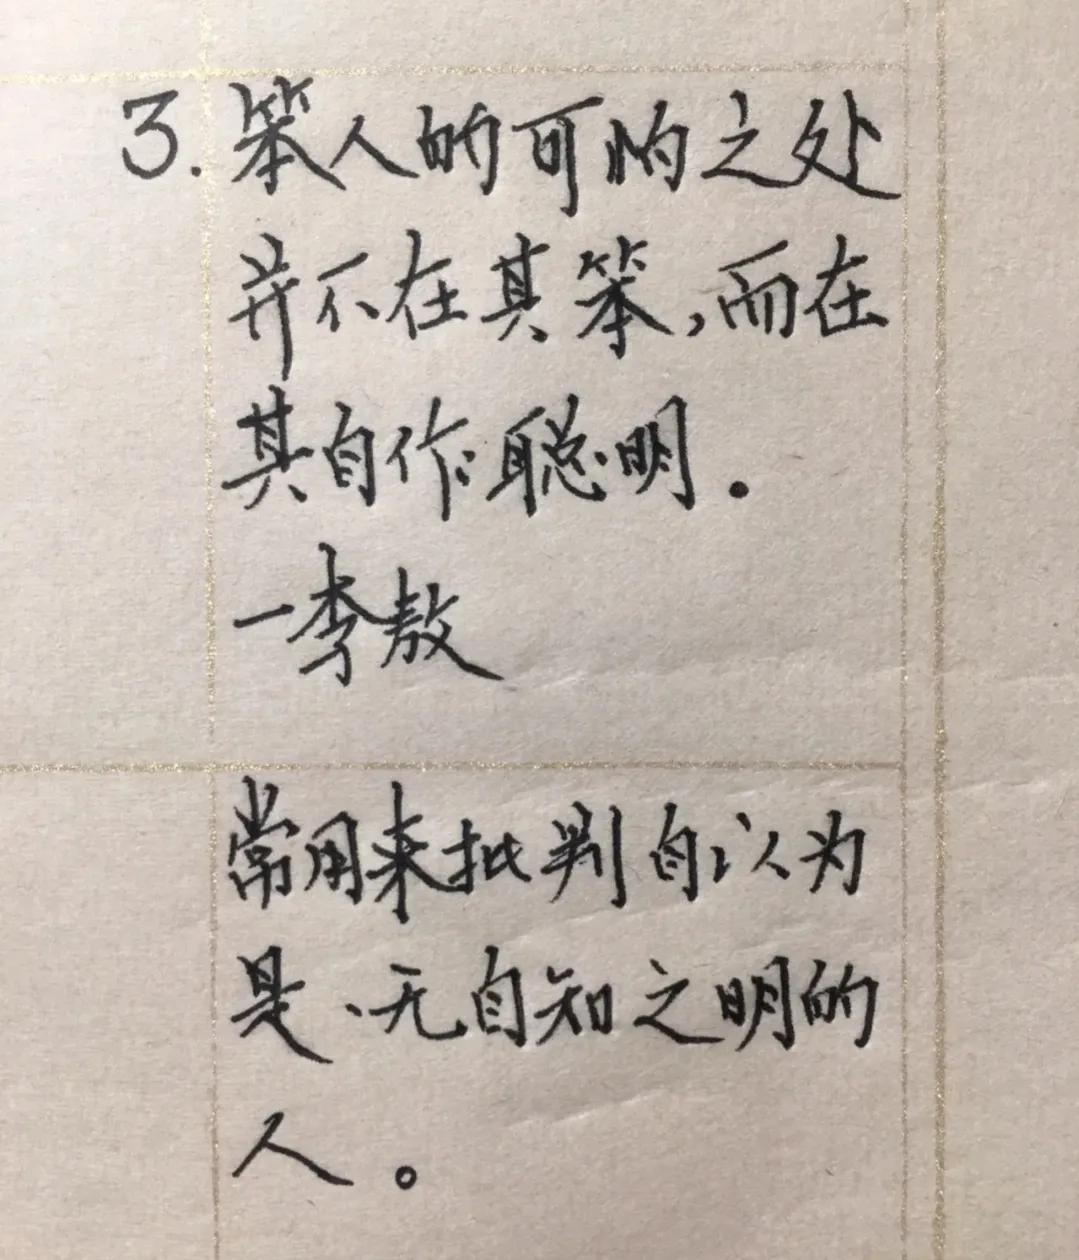 3.笨人的可怕之处
并不在其笨,而在
其自作聪明.
一李敖
常用来批判自以为
是、无自知之明的
人。